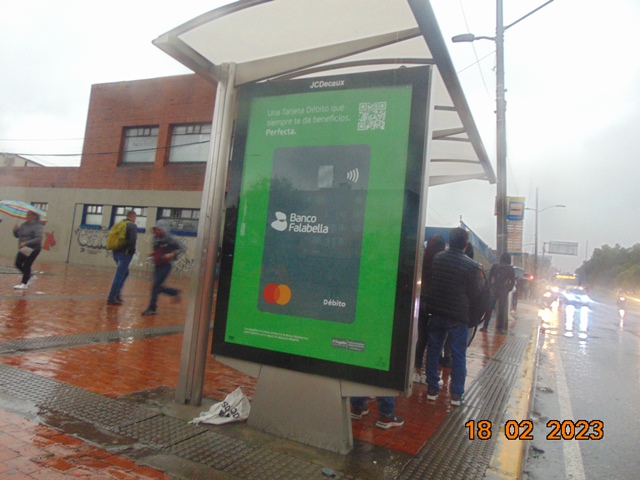 JCDecaux
Una Tarjeta Débito que
siempre te da beneficios.
Perfecta.
Banco
Falabella
Débito
18 02 2023